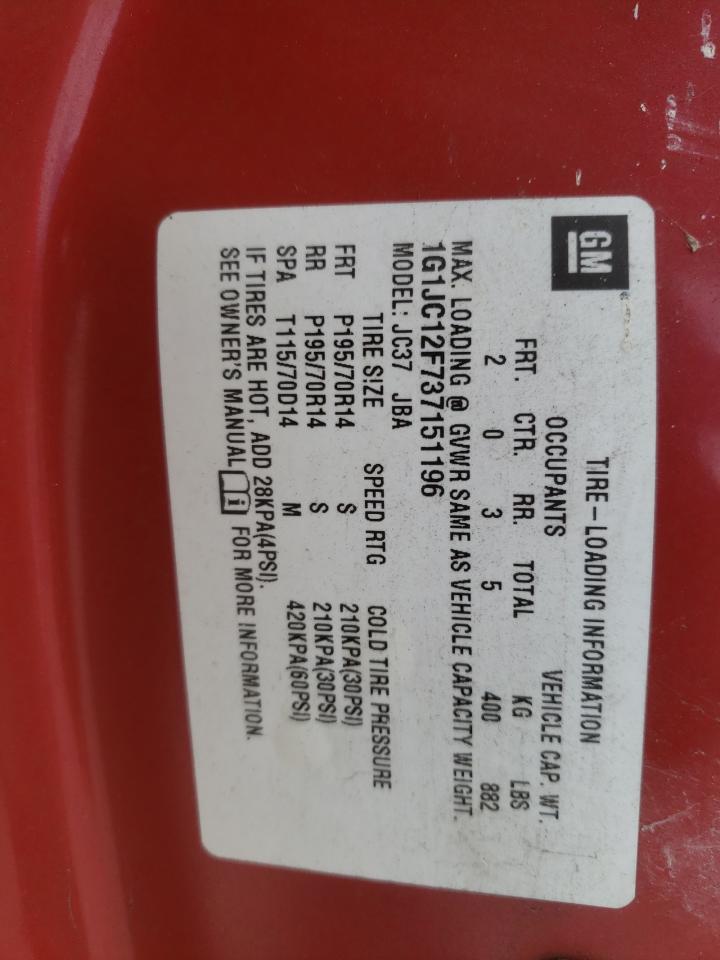 GM
TIRE-LOADING INFORMATION
OCCUPANTS VEHICLE CAP. WT.
FRT. CTR. RR. TOTAL KG LBS
2 0 3 5 400 882
MAX. LOADING @ GVWR SAME AS VEHICLE CAPACITY WEIGHT.
1G1JC12F737151196
MODEL: JC37 JBA
TIRE SIZE SPEED RTG COLD TIRE PRESSURE
FRT P195/70R14 S 210KPA(30PSI)
RR P195/70R14 S 210KPA(30PSI)
SPA T115/70D14 M 420KPA(60PSI)
IF TIRES ARE HOT, ADD 28KPA(4PSI).
SEE OWNER'S MANUAL FOR MORE INFORMATION.